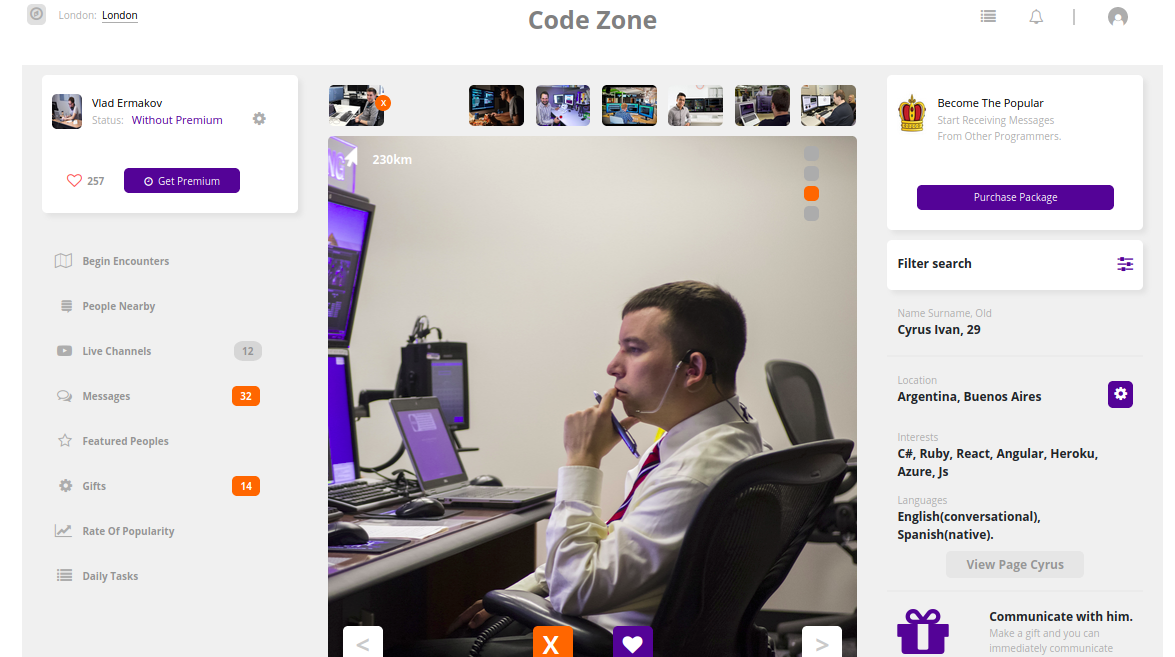 London: London
Code Zone
Vlad Ermakov
Status: Without Premium
257
Get Premium
Begin Encounters
People Nearby
Live Channels
12
Messages
32
Featured Peoples
Gifts
14
Rate Of Popularity
Daily Tasks
X
230km
<
X
>
Become The Popular
Start Receiving Messages
From Other Programmers.
Purchase Package
Filter search
Name Surname, Old
Cyrus Ivan, 29
Location
Argentina, Buenos Aires
Interests
C#, Ruby, React, Angular, Heroku,
Azure, Js
Languages
English(conversational),
Spanish(native).
View Page Cyrus
Communicate with him.
Make a gift and you can
immediately communicate